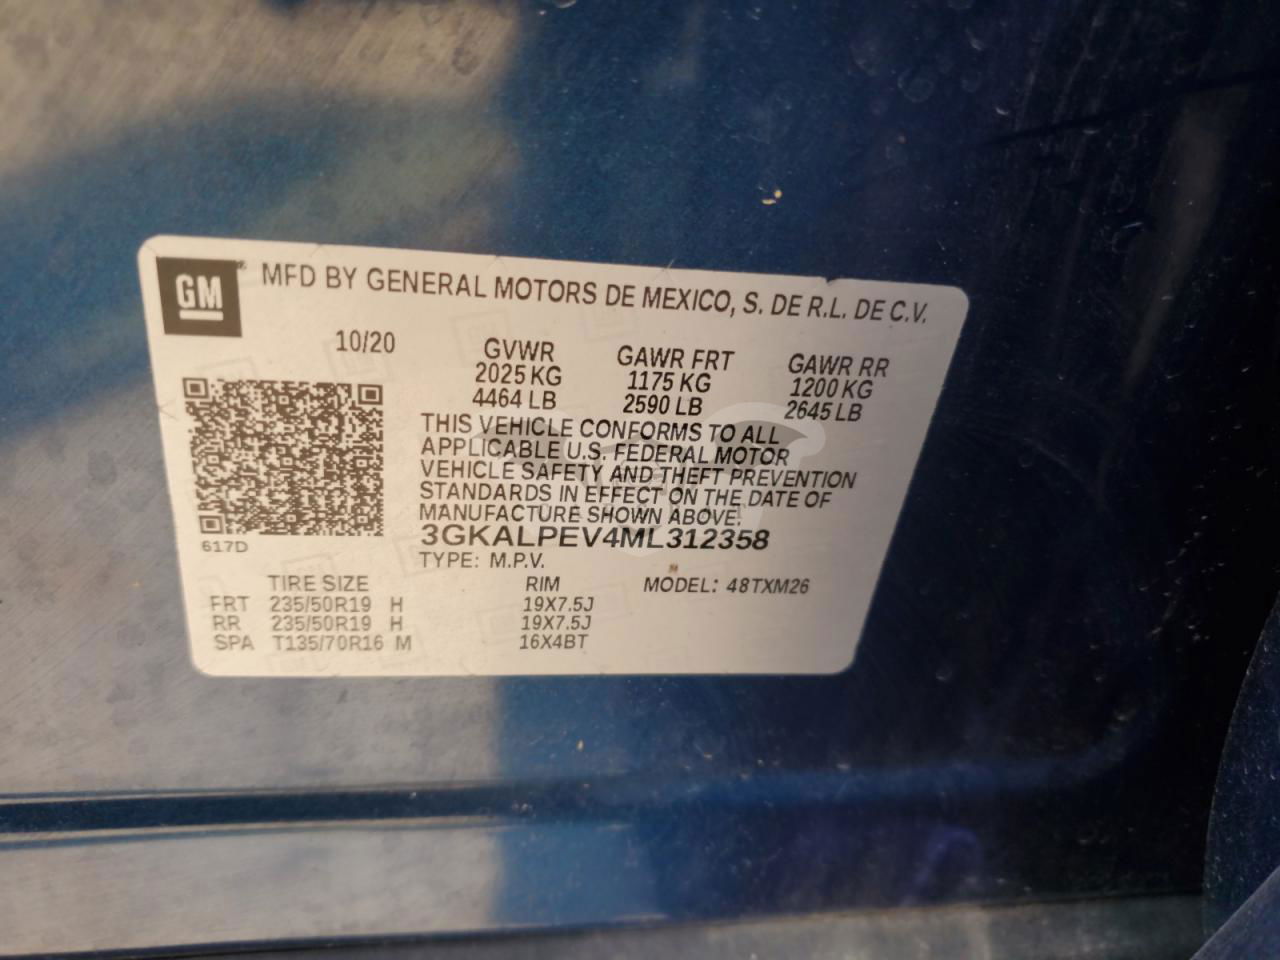 GM
MFD BY GENERAL MOTORS DE MEXICO, S. DE R.L. DE C.V.
10/20
GVWR GAWR FRT GAWR RR
2025 KG 1175 KG 1200 KG
4464 LB 2590 LB 2645 LB
THIS VEHICLE CONFORMS TO ALL
APPLICABLE U.S. FEDERAL MOTOR
VEHICLE SAFETY AND THEFT PREVENTION
STANDARDS IN EFFECT ON THE DATE OF
MANUFACTURE SHOWN ABOVE.
3GKALPEV4ML312358
617D
TYPE: M.P.V.
TIRE SIZE RIM MODEL: 48TXM26
FRT 235/50R19 H 19X7.5J
RR 235/50R19 H 19X7.5J
SPA T135/70R16 M 16X4BT